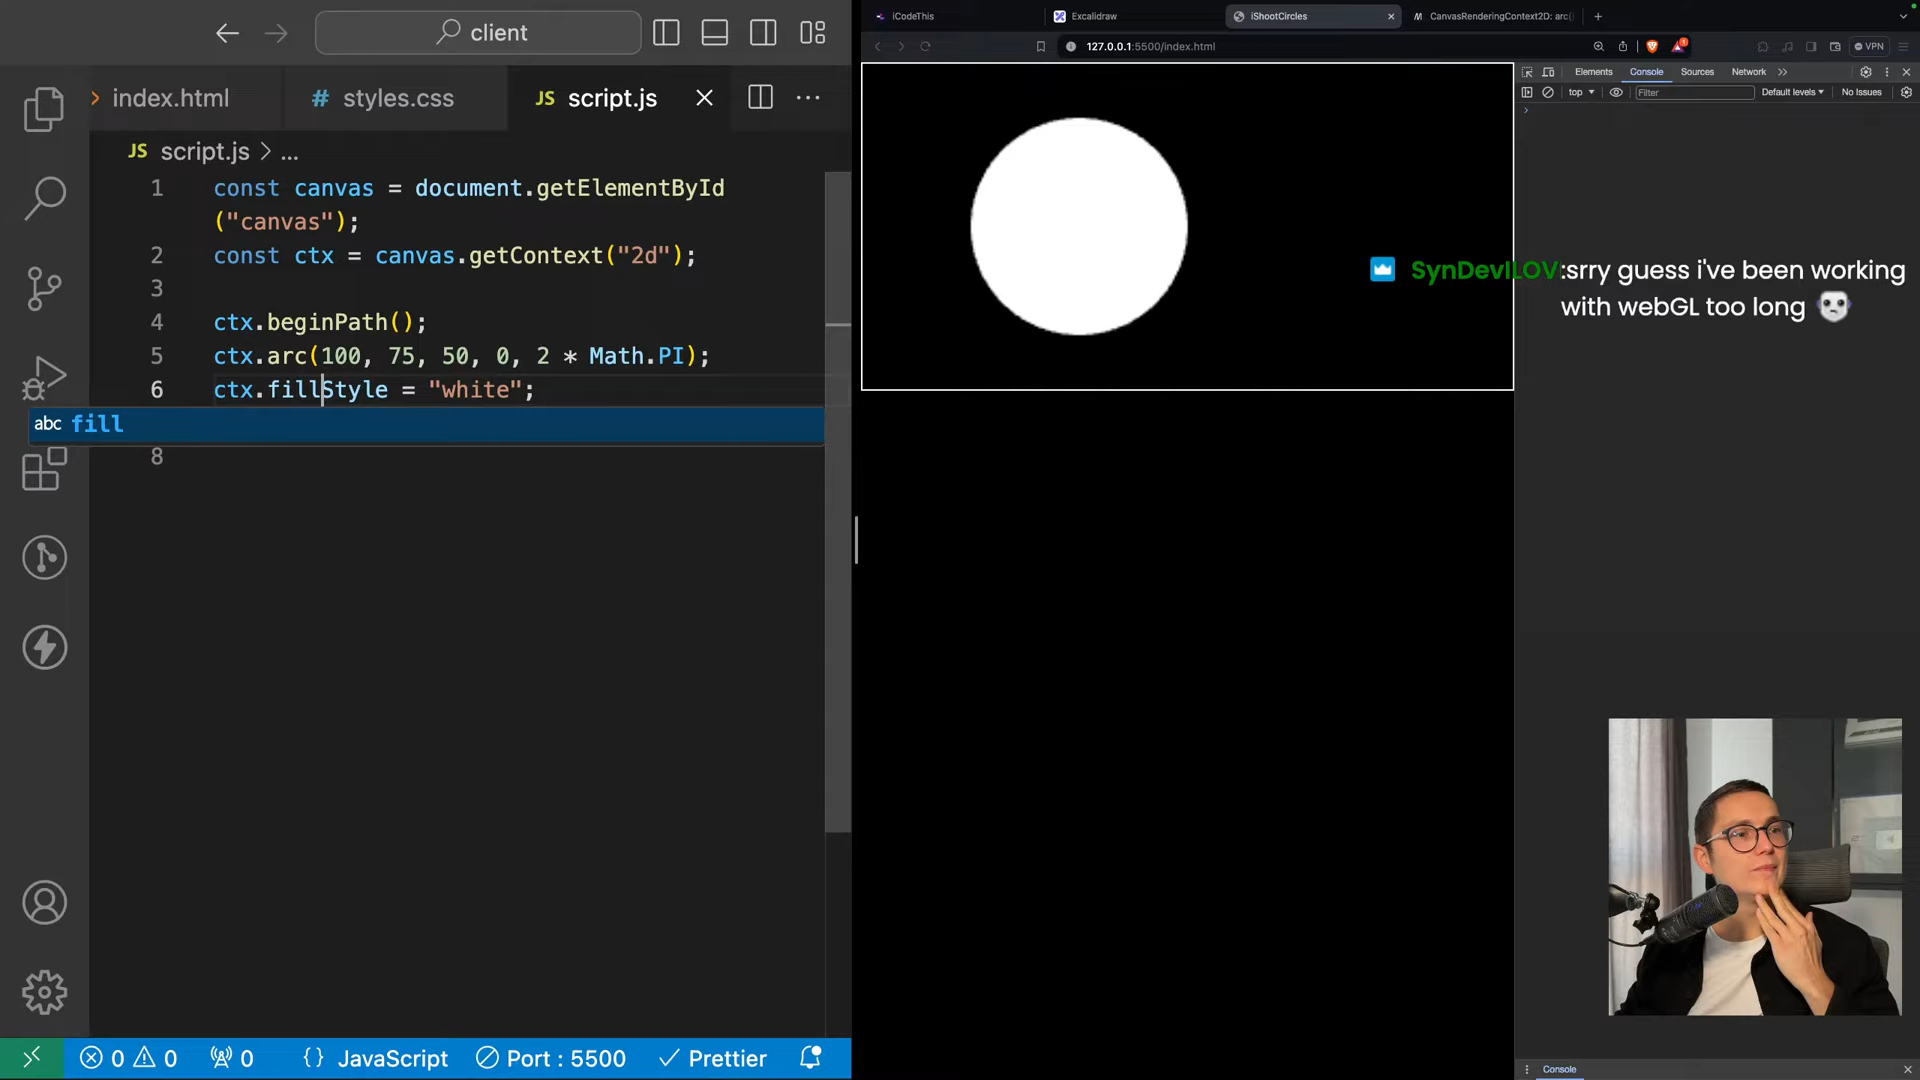 client
index.html
# styles.css
JS script.js
JS script.js > ...
1 const canvas = document.getElementById
("canvas");
2 const ctx = canvas.getContext("2d");
3
4 ctx.beginPath();
5 ctx.arc(100, 75, 50, 0, 2 * Math.PI);
6 ctx.fillStyle = "white";
abc fill
8
0 0 0 {} JavaScript Port : 5500 Prettier
iCodeThis
Excalidraw
iShootCircles
CanvasRenderingContext2D: arc()
127.0.0.1:5500/index.html
1
VPN
Elements Console Sources Network
top Filter Default levels No Issues
SynDevILOV:srry guess i've been working
with webGL too long
Console